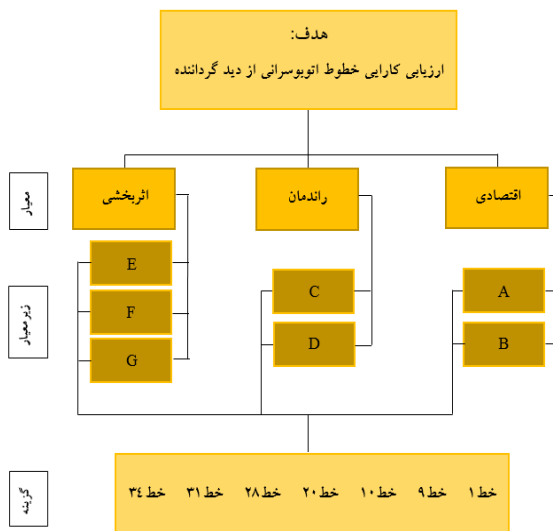 هدف:
ارزیابی کارایی خطوط اتوبوسرانی از دید گرداننده
معیار
اقتصادی
راندمان
اثربخشی
زیرمعیار
A
B
C
D
E
F
G
گزینه
خط ۱ خط ۹ خط ۱۰ خط ۲۰ خط ۲۸ خط ۳۱ خط ۳٤